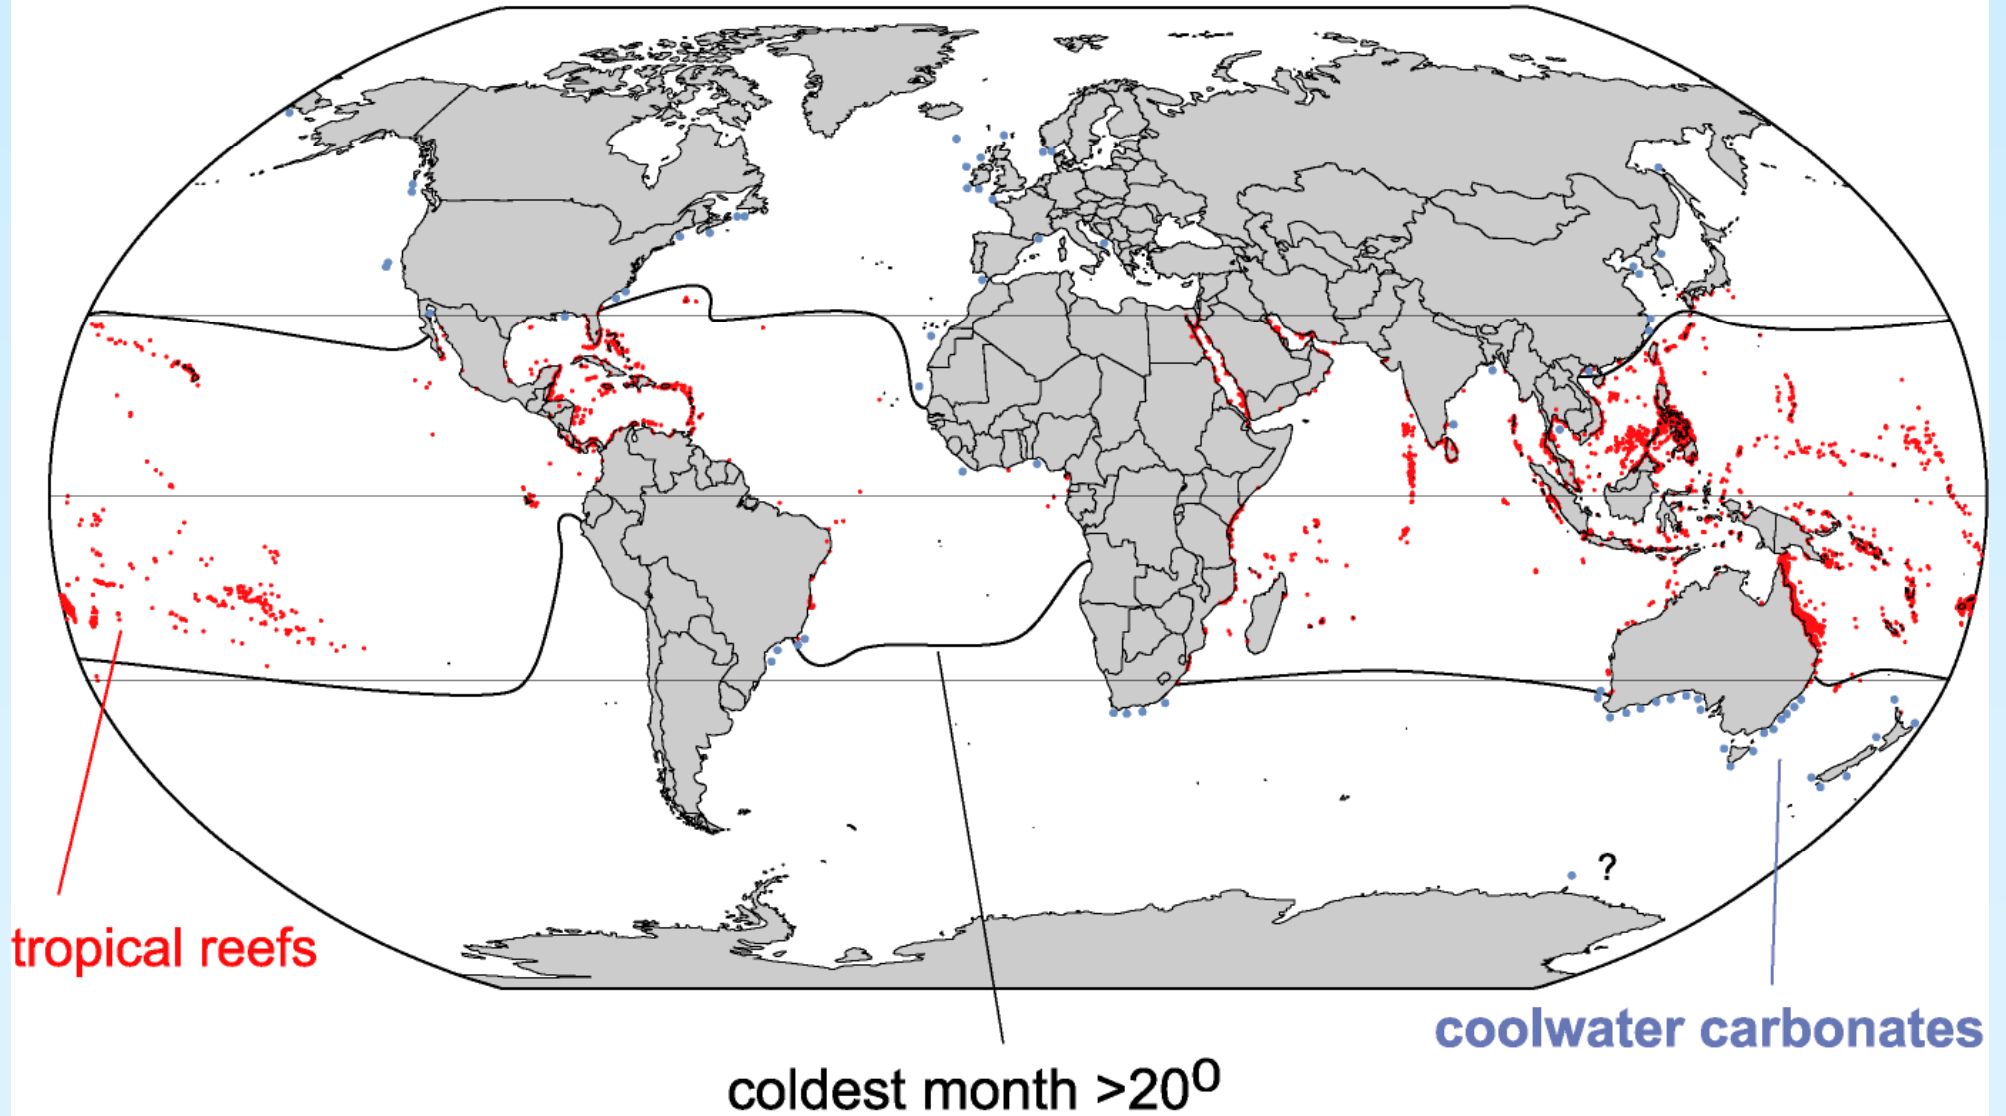 ?
tropical reefs
coolwater carbonates
coldest month >20⁰